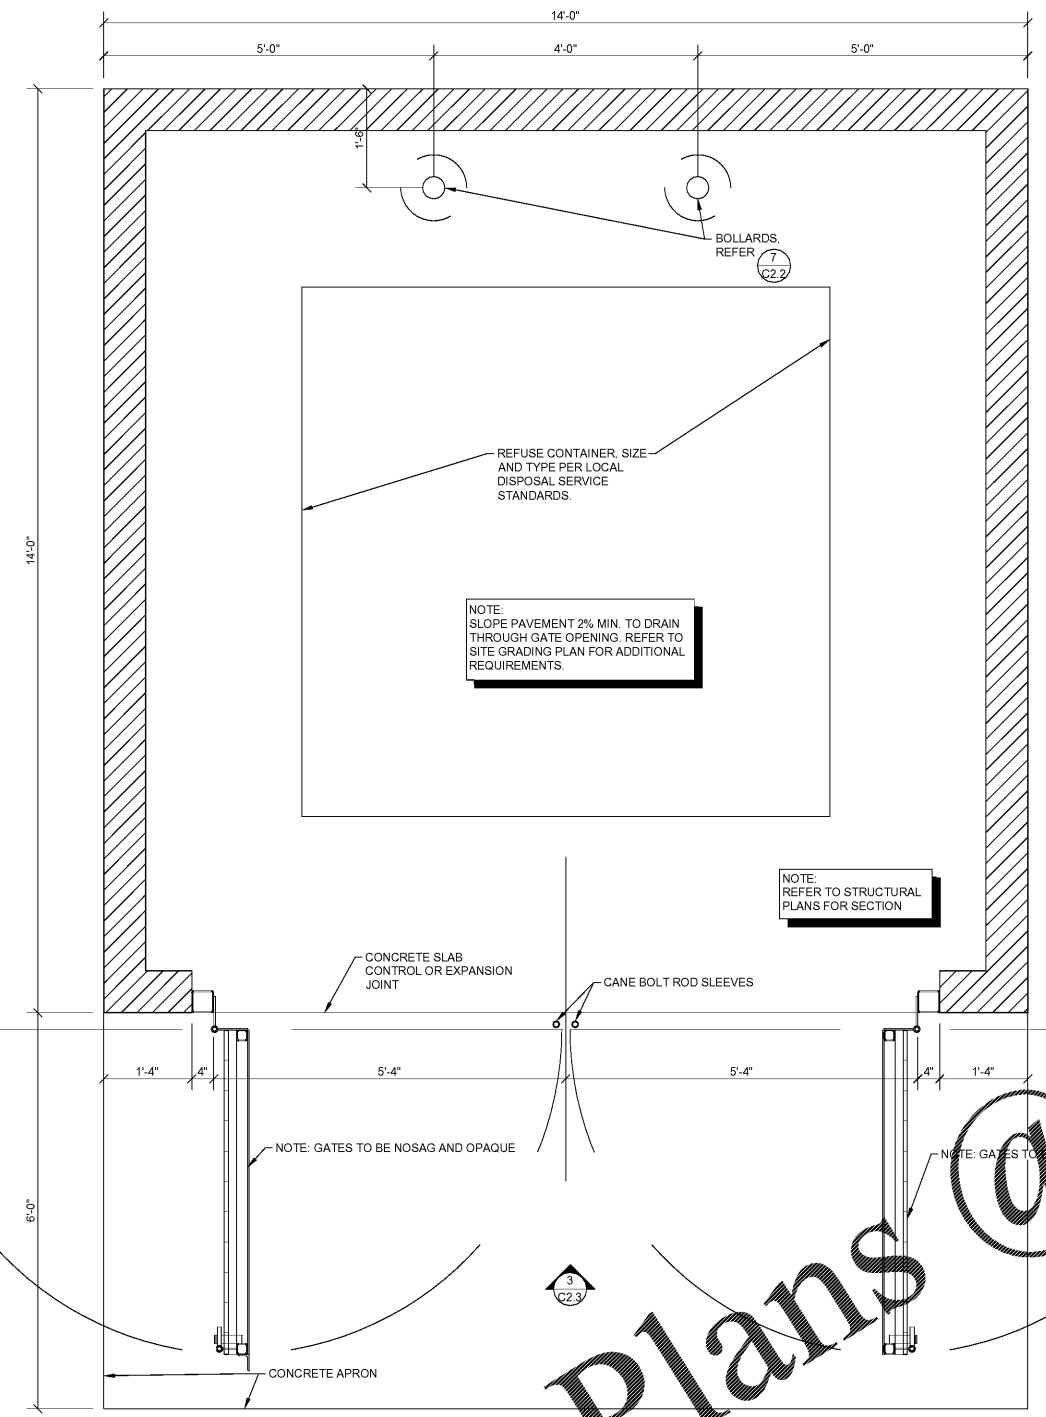 14'-0"
5'-0"
4'-0"
5'-0"
1'-6"
BOLLARDS,
REFER
7
C2.2
REFUSE CONTAINER, SIZE
AND TYPE PER LOCAL
DISPOSAL SERVICE
STANDARDS.
14'-0"
NOTE:
SLOPE PAVEMENT 2% MIN. TO DRAIN
THROUGH GATE OPENING. REFER TO
SITE GRADING PLAN FOR ADDITIONAL
REQUIREMENTS.
NOTE:
REFER TO STRUCTURAL
PLANS FOR SECTION
CONCRETE SLAB
CONTROL OR EXPANSION
JOINT
CANE BOLT ROD SLEEVES
1'-4"
4"
5'-4"
5'-4"
4"
1'-4"
NOTE: GATES TO BE NOSAG AND OPAQUE
NOTE: GATES TO
6'-0"
3
C2.3
CONCRETE APRON
Plans @